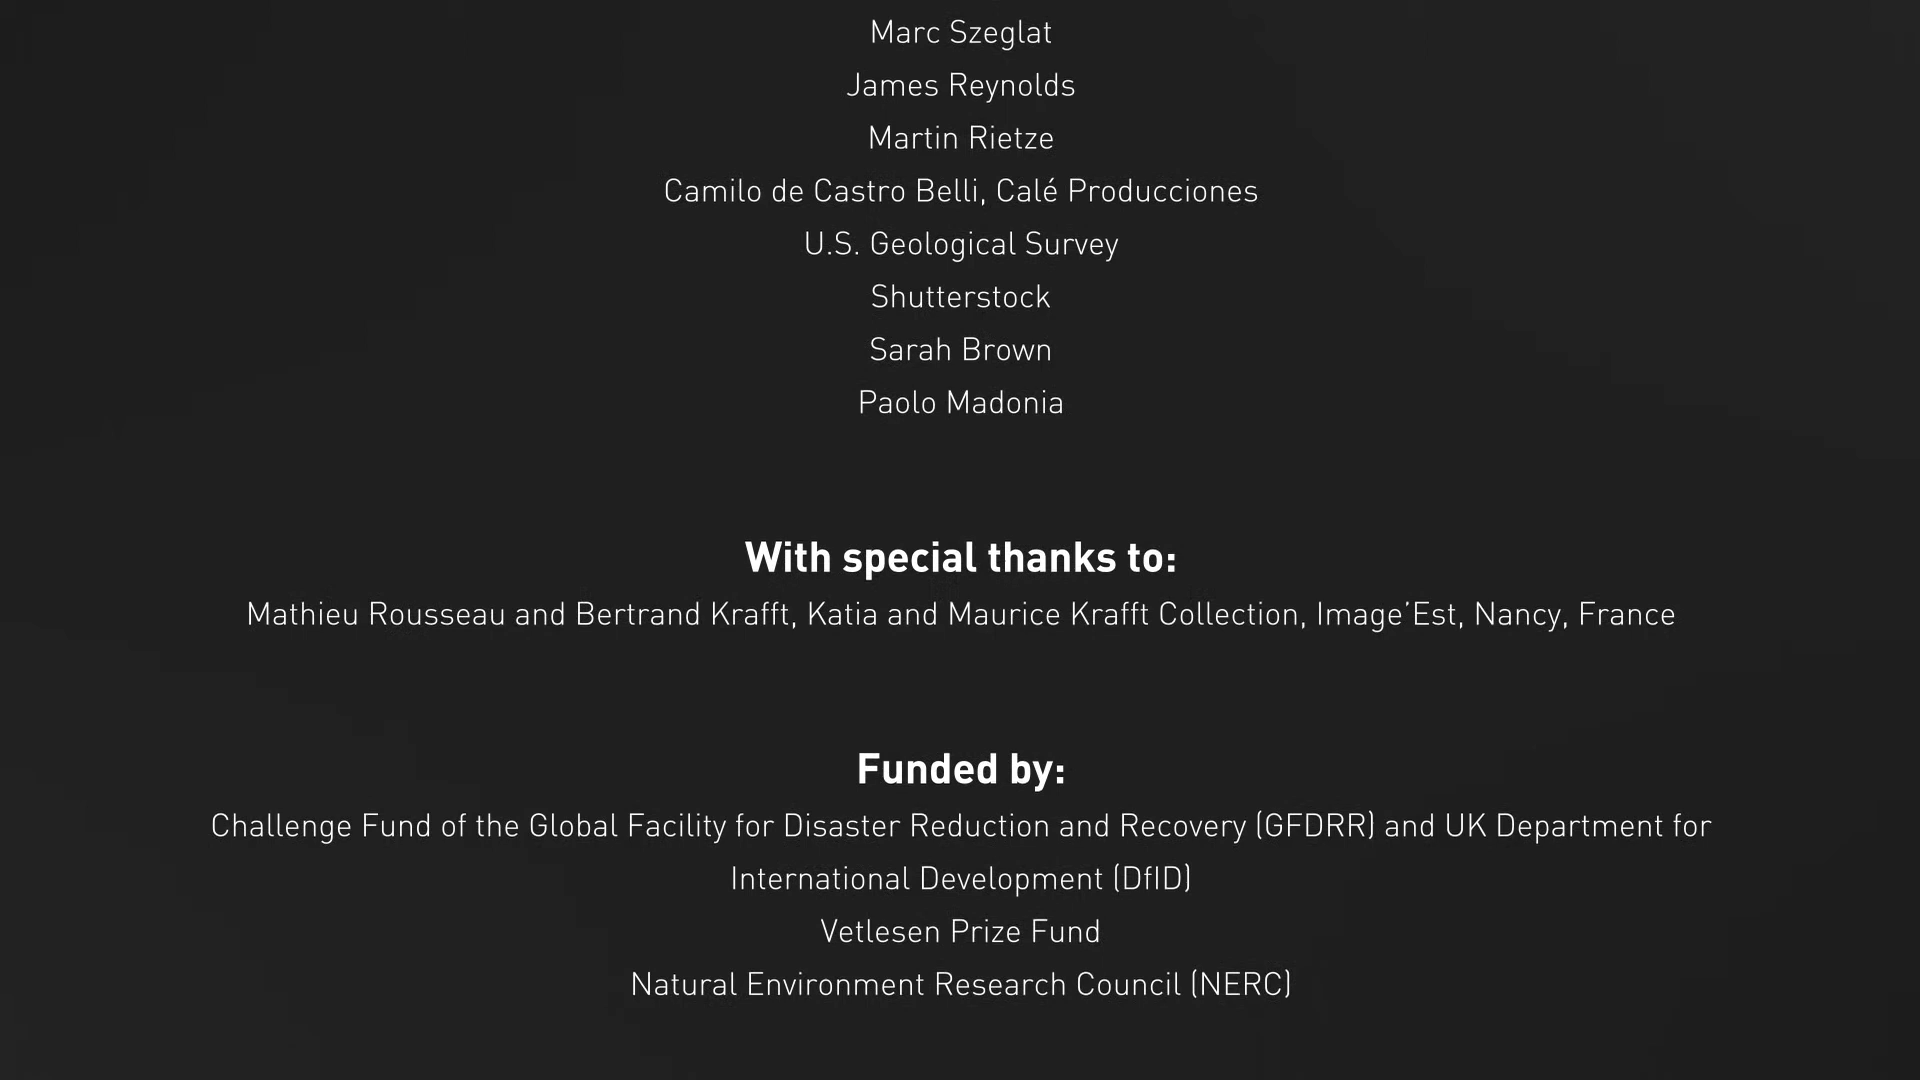 Marc Szeglat
James Reynolds
Martin Rietze
Camilo de Castro Belli, Calé Producciones
U.S. Geological Survey
Shutterstock
Sarah Brown
Paolo Madonia
With special thanks to:
Mathieu Rousseau and Bertrand Krafft, Katia and Maurice Krafft Collection, Image’Est, Nancy, France
Funded by:
Challenge Fund of the Global Facility for Disaster Reduction and Recovery (GFDRR) and UK Department for
International Development (DfID)
Vetlesen Prize Fund
Natural Environment Research Council (NERC)